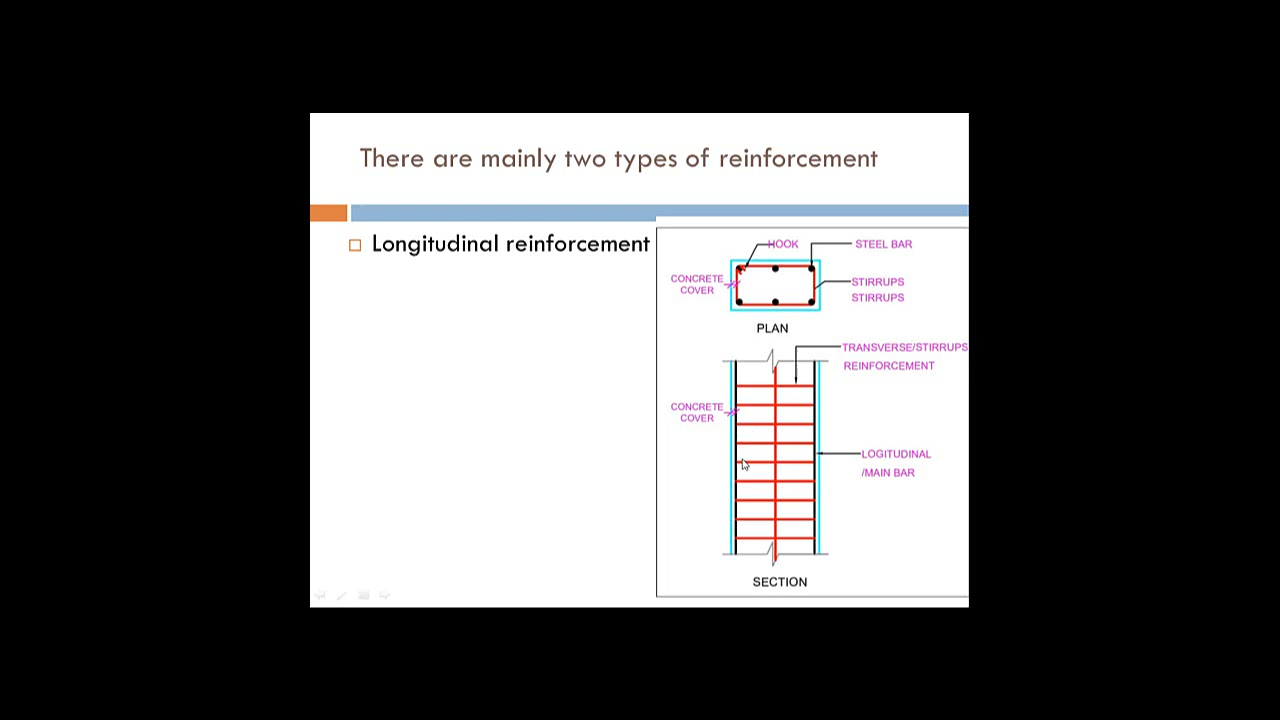 There are mainly two types of reinforcement
Longitudinal reinforcement
HOOK
STEEL BAR
CONCRETE
COVER
STIRRUPS
STIRRUPS
PLAN
TRANSVERSE/STIRRUPS
REINFORCEMENT
CONCRETE
COVER
LOGITUDINAL
/MAIN BAR
SECTION